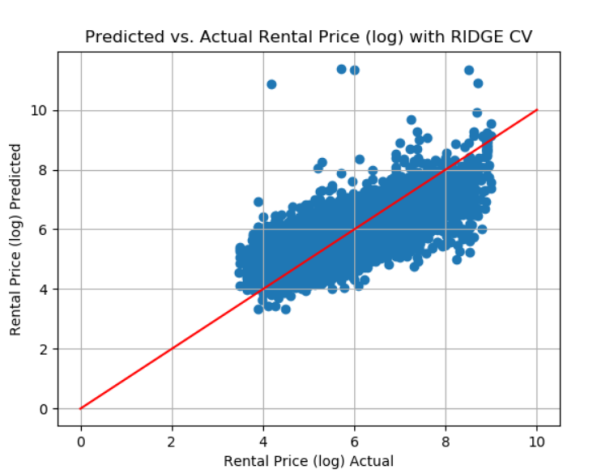 Predicted vs. Actual Rental Price (log) with RIDGE CV
10
8
6
4
2
0
Rental Price (log) Predicted
0 2 4 6 8 10
Rental Price (log) Actual